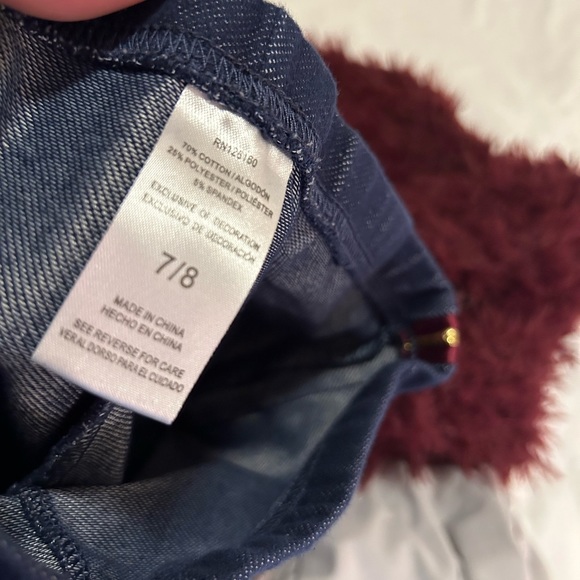 RN126160
70% COTTON / ALGODÓN
25% POLYESTER / POLIÉSTER
5% SPANDEX
EXCLUSIVE OF DECORATION
EXCLUSIVO DE DECORACIÓN
7/8
MADE IN CHINA
HECHO EN CHINA
SEE REVERSE FOR CARE
VER AL DORSO PARA EL CUIDADO